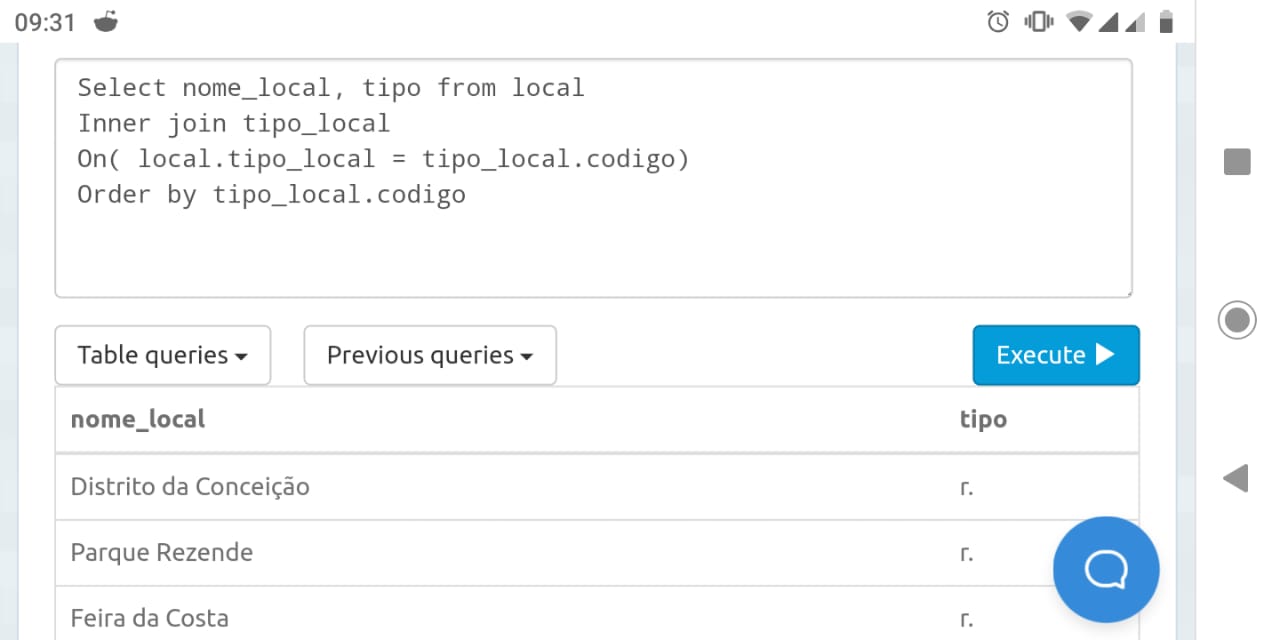 09:31
Select nome_local, tipo from local
Inner join tipo_local
On( local.tipo_local = tipo_local.codigo)
Order by tipo_local.codigo
Table queries Previous queries Execute
nome_local tipo
Distrito da Conceição r.
Parque Rezende r.
Feira da Costa r.